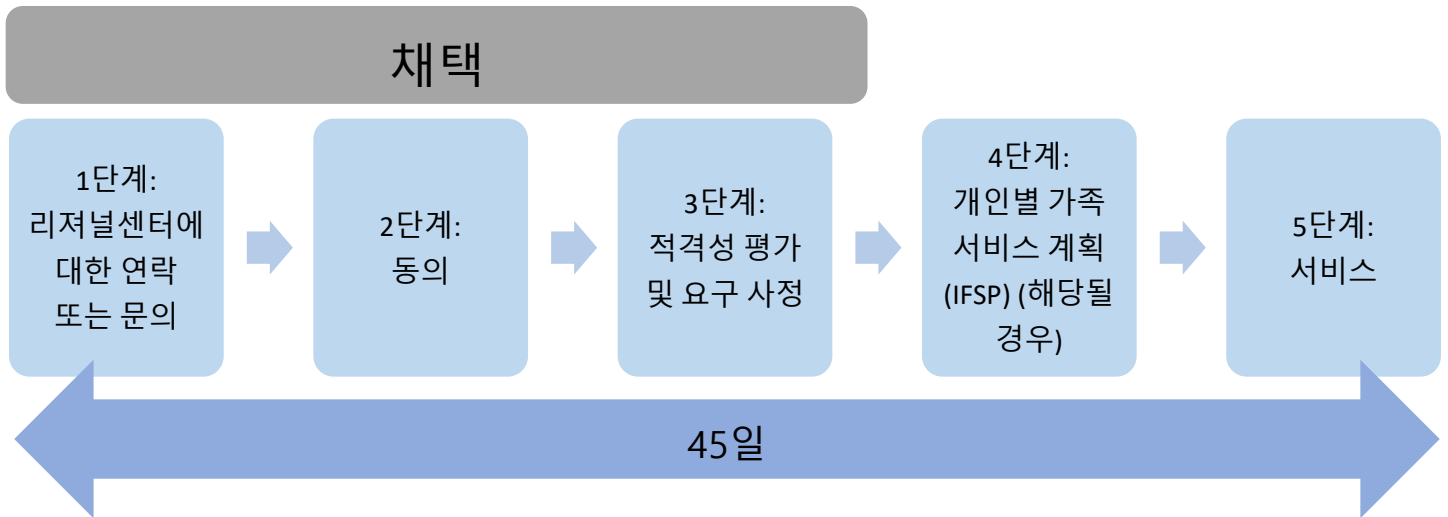 채택
1단계:
리져널센터에
대한 연락
또는 문의
2단계:
동의
3단계:
적격성 평가
및 요구 사정
4단계:
개인별 가족
서비스 계획
(IFSP) (해당될
경우)
5단계:
서비스
45일